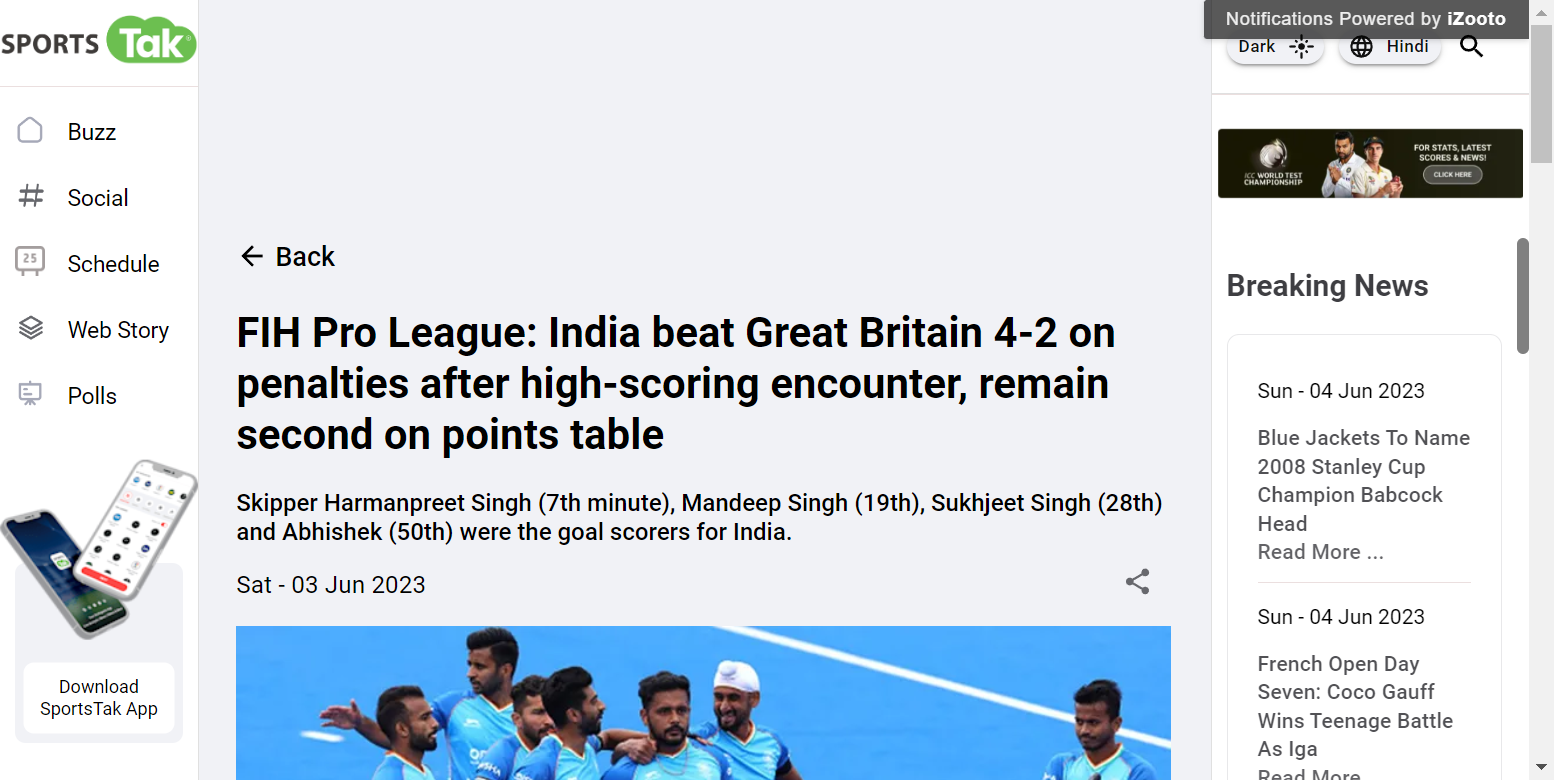 SPORTS Tak
Buzz
Social
25
Schedule
Web Story
Polls
Download
SportsTak App
Back
FIH Pro League: India beat Great Britain 4-2 on
penalties after high-scoring encounter, remain
second on points table
Skipper Harmanpreet Singh (7th minute), Mandeep Singh (19th), Sukhjeet Singh (28th)
and Abhishek (50th) were the goal scorers for India.
Sat - 03 Jun 2023
Notifications Powered by iZooto
Dark
Hindi
ICC WORLD TEST
CHAMPIONSHIP
FOR STATS, LATEST
SCORES & NEWS!
CLICK HERE
Breaking News
Sun - 04 Jun 2023
Blue Jackets To Name
2008 Stanley Cup
Champion Babcock
Head
Read More ...
Sun - 04 Jun 2023
French Open Day
Seven: Coco Gauff
Wins Teenage Battle
As Iga
Read More